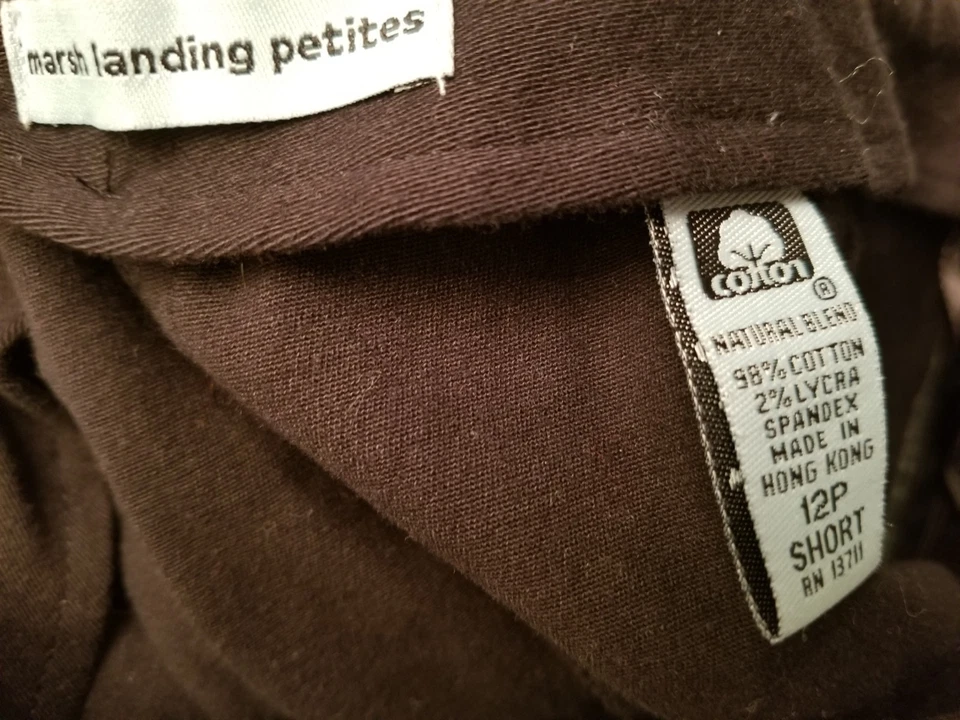 marsh landing petites
COTTON
®
NATURAL BLEND
98% COTTON
2% LYCRA
SPANDEX
MADE IN
HONG KONG
12P
SHORT
RN 13711